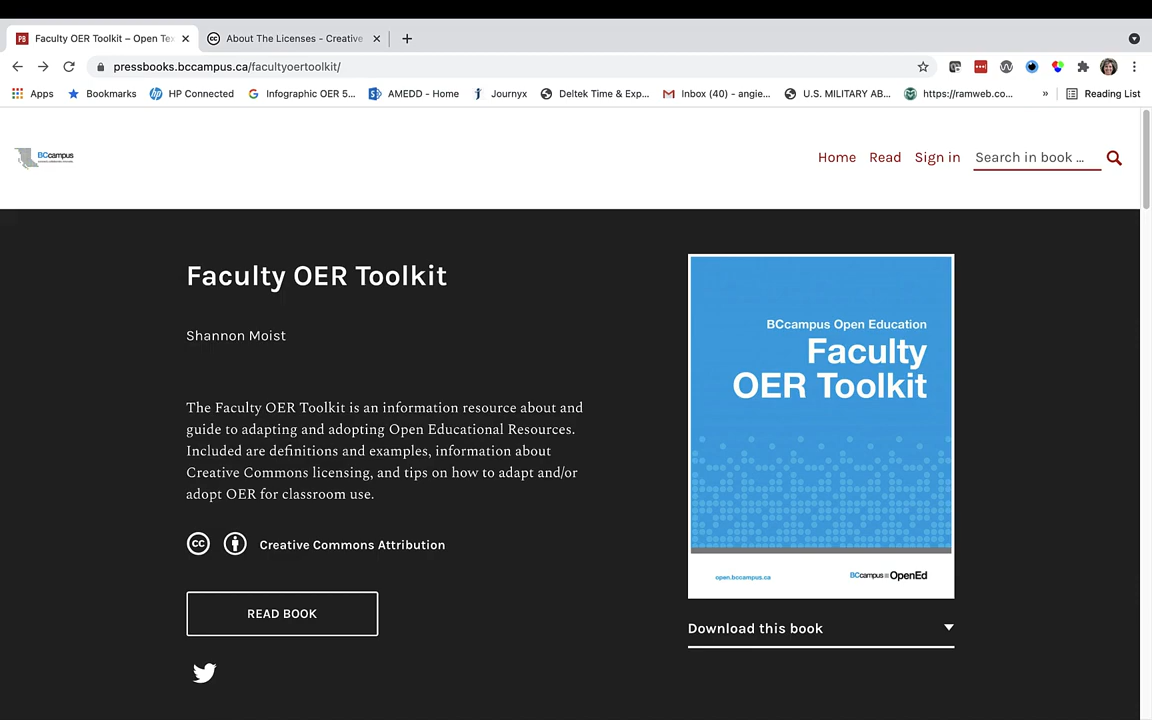 Faculty OER Toolkit – Open Te
About The Licenses - Creative
pressbooks.bccampus.ca/facultyoertoolkit/
Apps
Bookmarks
HP Connected
Infographic OER 5...
AMEDD - Home
Journyx
Deltek Time & Exp...
Inbox (40) - angie...
U.S. MILITARY AB...
https://ramweb.co...
»
Reading List
BCcampus
Home
Read
Sign in
Search in book ...
Faculty OER Toolkit
Shannon Moist
The Faculty OER Toolkit is an information resource about and
guide to adapting and adopting Open Educational Resources.
Included are definitions and examples, information about
Creative Commons licensing, and tips on how to adapt and/or
adopt OER for classroom use.
Creative Commons Attribution
READ BOOK
BCcampus Open Education
Faculty
OER Toolkit
open.bccampus.ca
BCcampus OpenEd
Download this book